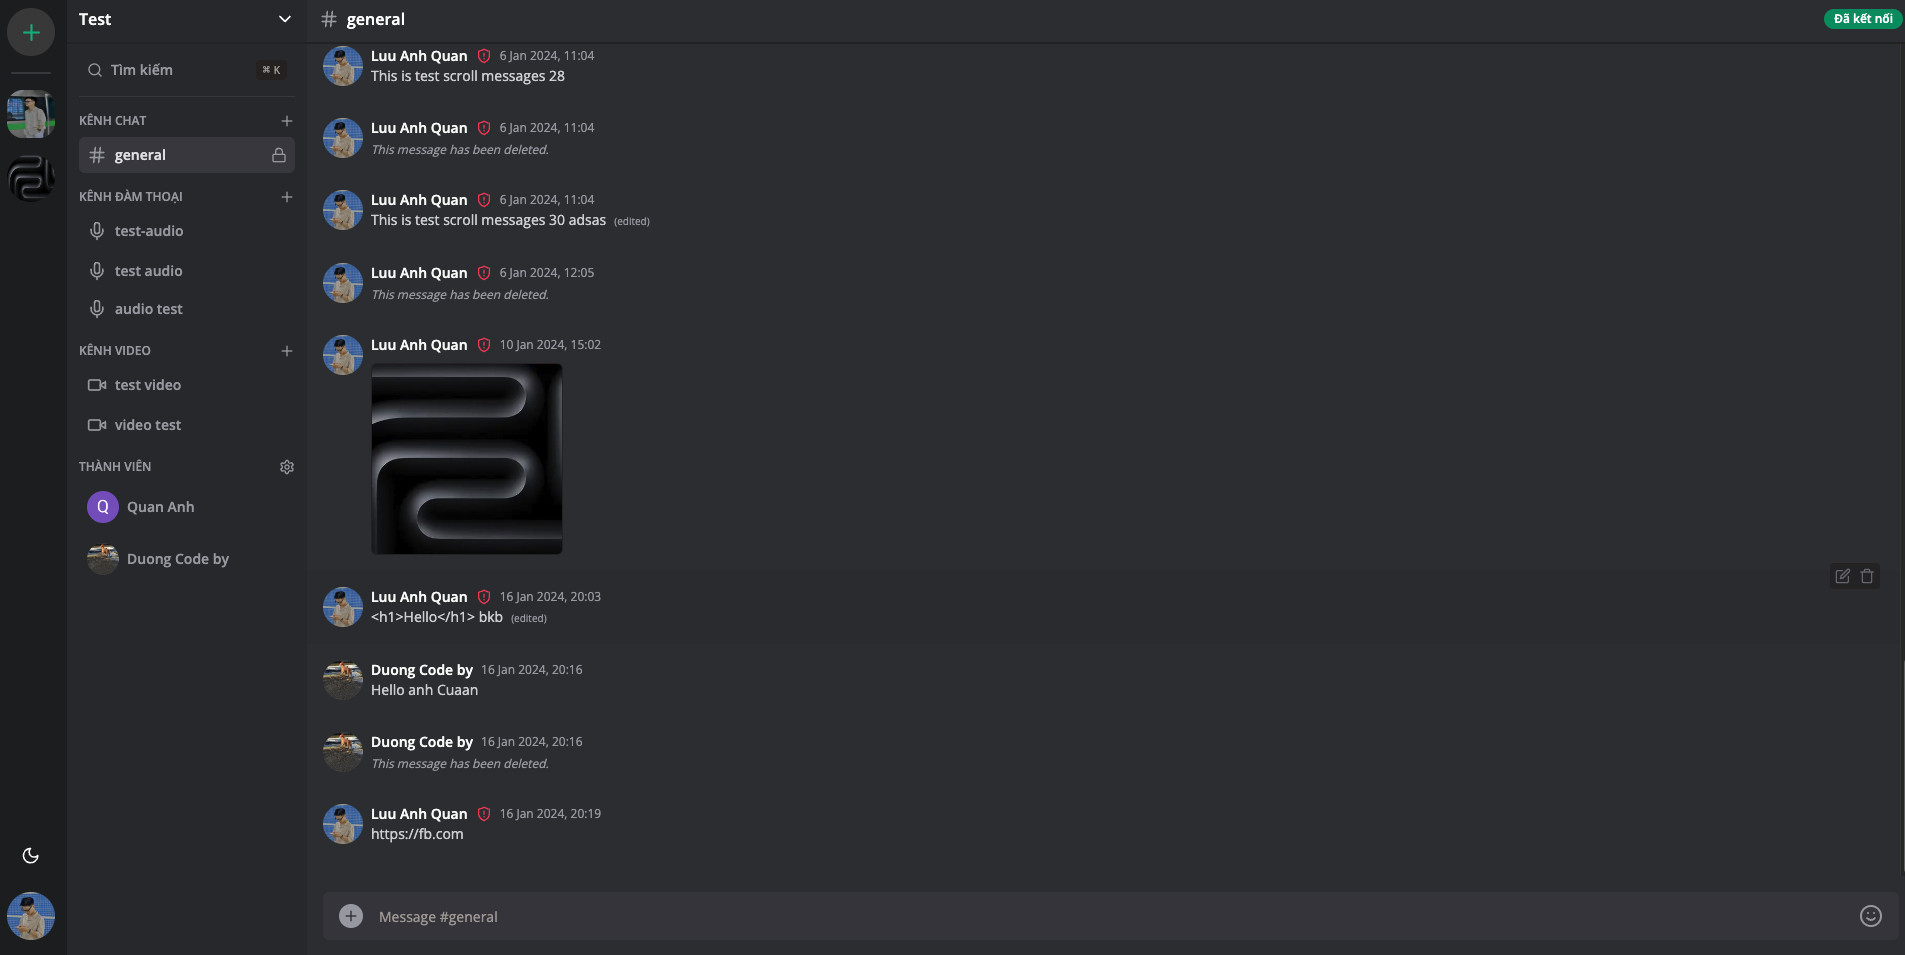 Test
Tìm kiếm
⌘ K
KÊNH CHAT
general
KÊNH ĐÀM THOẠI
test-audio
test audio
audio test
KÊNH VIDEO
test video
video test
THÀNH VIÊN
Q Quan Anh
Duong Code by
# general
Đã kết nối
Luu Anh Quan 6 Jan 2024, 11:04
This is test scroll messages 28
Luu Anh Quan 6 Jan 2024, 11:04
This message has been deleted.
Luu Anh Quan 6 Jan 2024, 11:04
This is test scroll messages 30 adsas (edited)
Luu Anh Quan 6 Jan 2024, 12:05
This message has been deleted.
Luu Anh Quan 10 Jan 2024, 15:02
Luu Anh Quan 16 Jan 2024, 20:03
<h1>Hello</h1> bkb (edited)
Duong Code by 16 Jan 2024, 20:16
Hello anh Cuaan
Duong Code by 16 Jan 2024, 20:16
This message has been deleted.
Luu Anh Quan 16 Jan 2024, 20:19
https://fb.com
Message #general